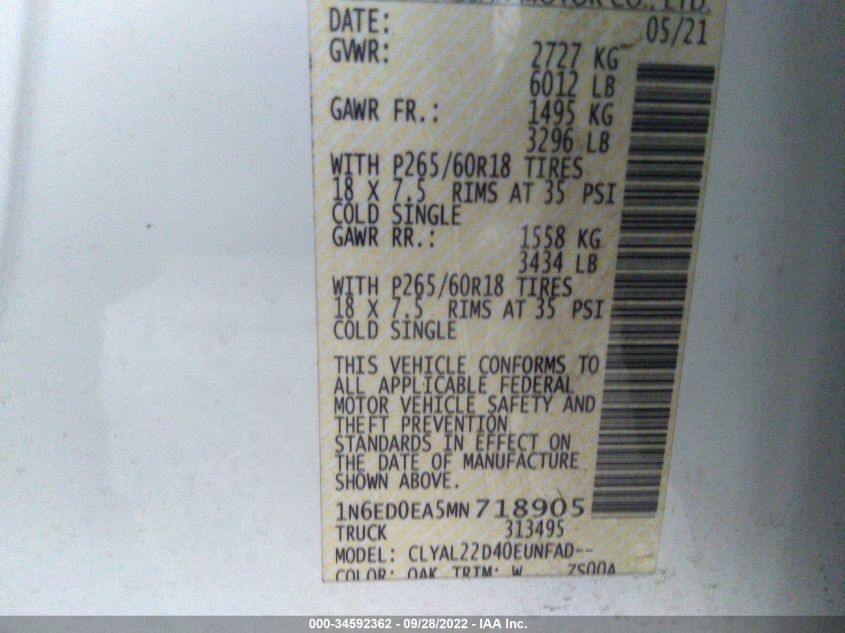 MOTOR CO., LTD.
DATE: 05/21
GVWR: 2727 KG
6012 LB
GAWR FR.: 1495 KG
3296 LB
WITH P265/60R18 TIRES
18 X 7.5 RIMS AT 35 PSI
COLD SINGLE
GAWR RR.: 1558 KG
3434 LB
WITH P265/60R18 TIRES
18 X 7.5 RIMS AT 35 PSI
COLD SINGLE
THIS VEHICLE CONFORMS TO
ALL APPLICABLE FEDERAL
MOTOR VEHICLE SAFETY AND
THEFT PREVENTION
STANDARDS IN EFFECT ON
THE DATE OF MANUFACTURE
SHOWN ABOVE.
1N6ED0EA5MN718905
TRUCK 313495
MODEL: CLYAL22D40EUNFAD--
COLOR: QAK TRIM: W ZS00A
000-34592362 - 09/28/2022 - IAA Inc.